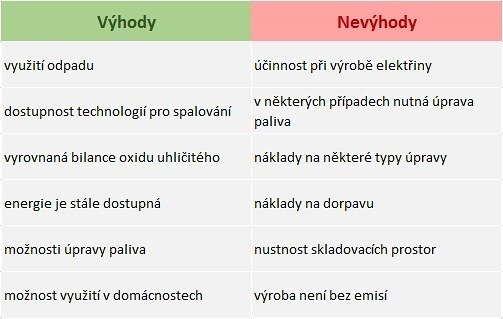 Výhody Nevýhody
využití odpadu účinnost při výrobě elektřiny
dostupnost technologií pro spalování v některých případech nutná úprava
paliva
vyrovnaná bilance oxidu uhličitého náklady na některé typy úpravy
energie je stále dostupná náklady na dorpavu
možnosti úpravy paliva nustnost skladovacích prostor
možnost využití v domácnostech výroba není bez emisí